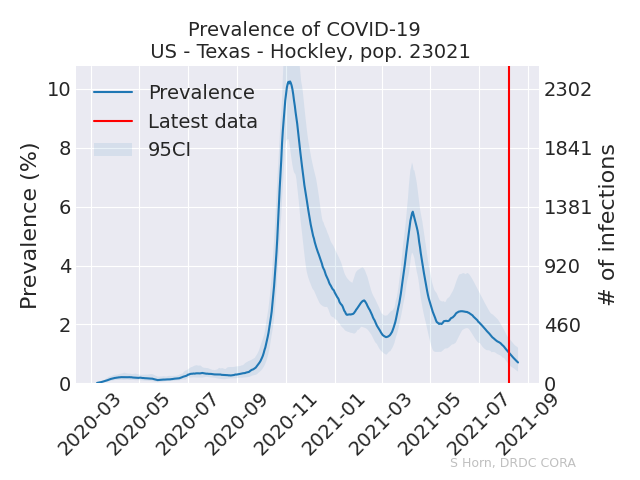 Prevalence of COVID-19
US - Texas - Hockley, pop. 23021
Prevalence
Latest data
95CI
Prevalence (%)
10
8
6
4
2
0
2302
1841
1381
920
460
0
# of infections
2020-03
2020-05
2020-07
2020-09
2020-11
2021-01
2021-03
2021-05
2021-07
2021-09
S Horn, DRDC CORA